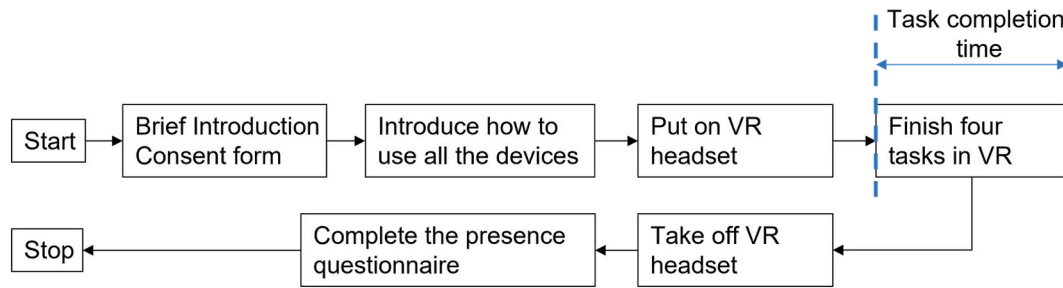 Task completion
time
Start
Brief Introduction
Consent form
Introduce how to
use all the devices
Put on VR
headset
Finish four
tasks in VR
Stop
Complete the presence
questionnaire
Take off VR
headset